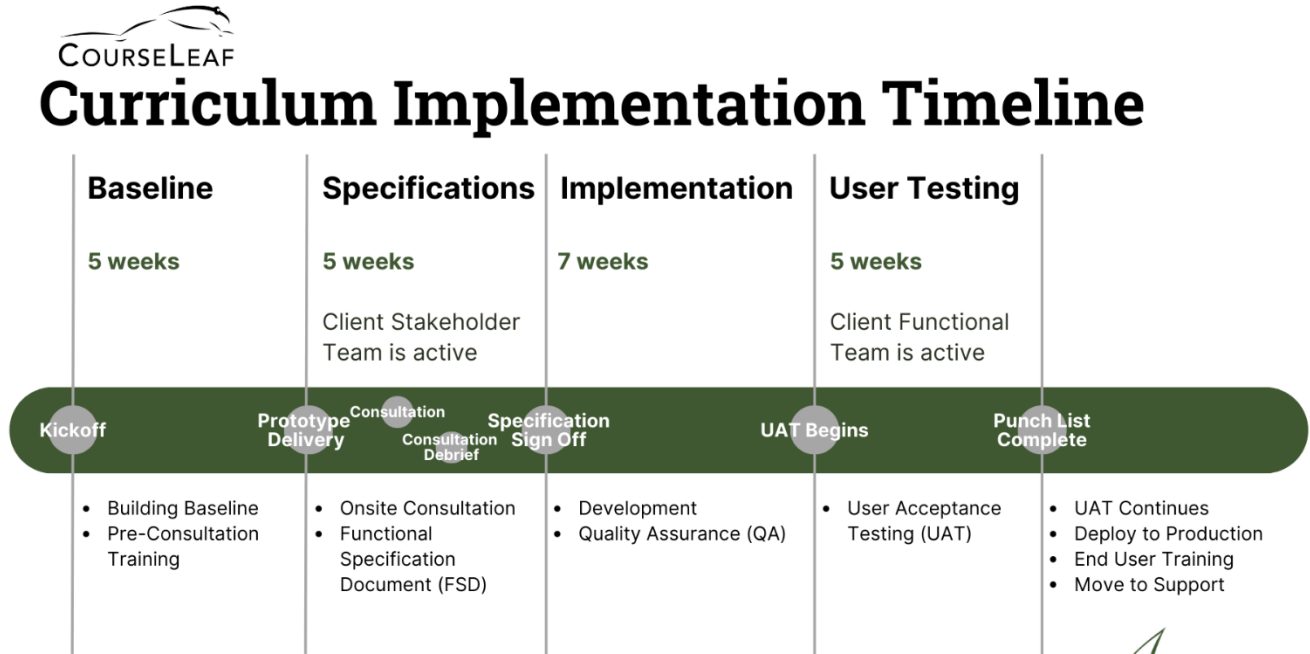 COURSELEAF
Curriculum Implementation Timeline
Baseline
5 weeks
Specifications
5 weeks
Client Stakeholder
Team is active
Implementation
7 weeks
User Testing
5 weeks
Client Functional
Team is active
Kickoff
Prototype
Delivery
Consultation
Consultation
Debrief
Specification
Sign Off
UAT Begins
Punch List
Complete
• Building Baseline
• Pre-Consultation
Training
• Onsite Consultation
• Functional
Specification
Document (FSD)
• Development
• Quality Assurance (QA)
• User Acceptance
Testing (UAT)
• UAT Continues
• Deploy to Production
• End User Training
• Move to Support